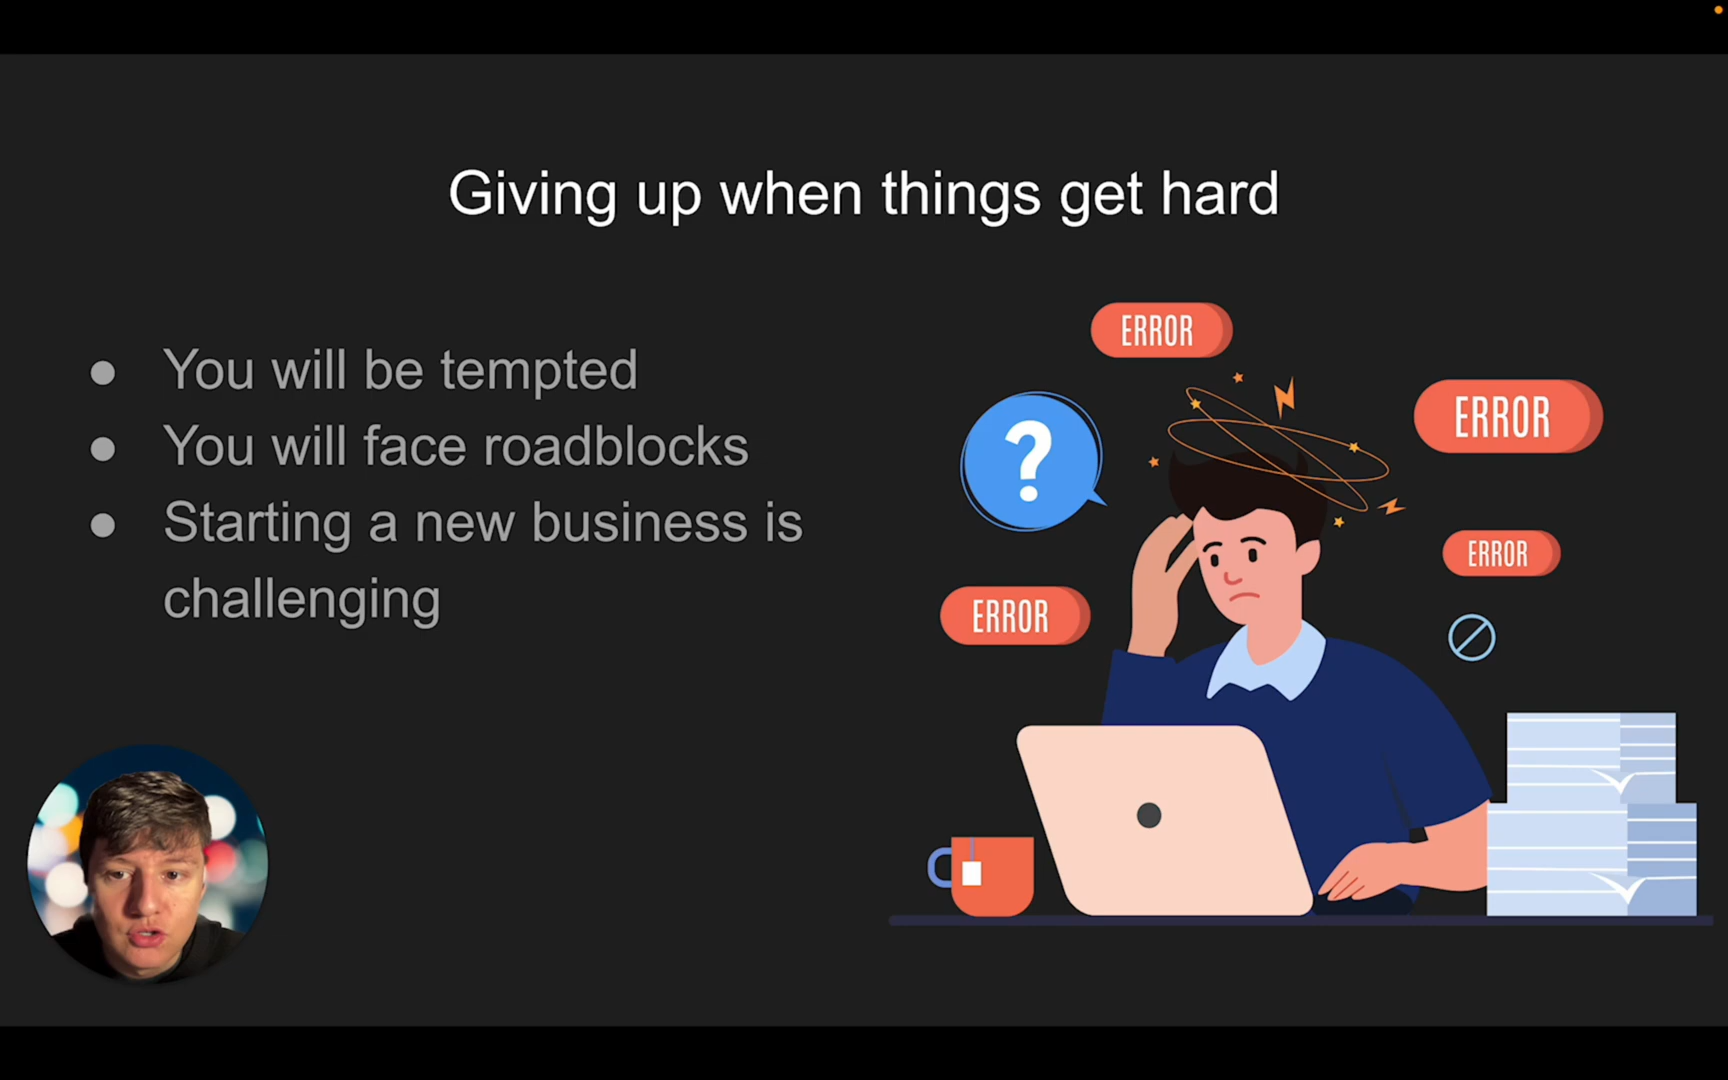 Giving up when things get hard
● You will be tempted
● You will face roadblocks
● Starting a new business is
challenging
ERROR
ERROR
?
ERROR
ERROR